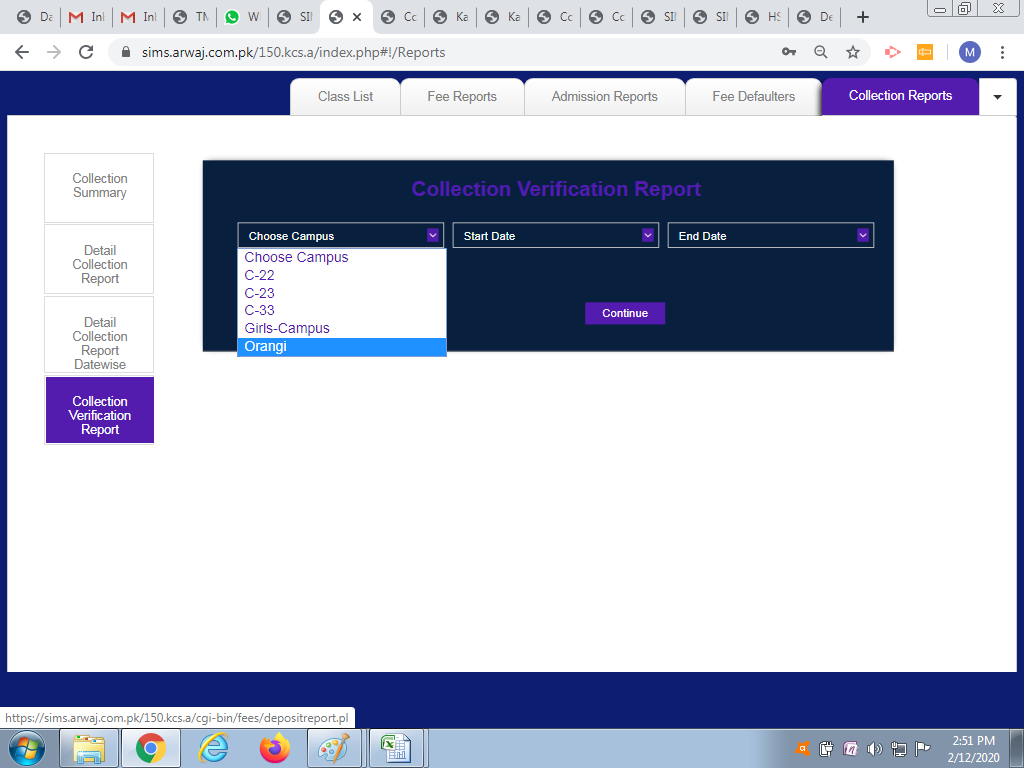 Da
Inl
Inl
TM
SII
Cc
Ka
Ka
Cc
Cc
SII
SII
HS
De
sims.arwaj.com.pk/150.kcs.a/index.php#!/Reports
M
Class List
Fee Reports
Admission Reports
Fee Defaulters
Collection Reports
Collection
Summary
Detail
Collection
Report
Detail
Collection
Report
Datewise
Collection
Verification
Report
Collection Verification Report
Choose Campus
Start Date
End Date
Choose Campus
C-22
C-23
C-33
Girls-Campus
Orangi
Continue
https://sims.arwaj.com.pk/150.kcs.a/cgi-bin/fees/depositreport.pl
2:51 PM
2/12/2020